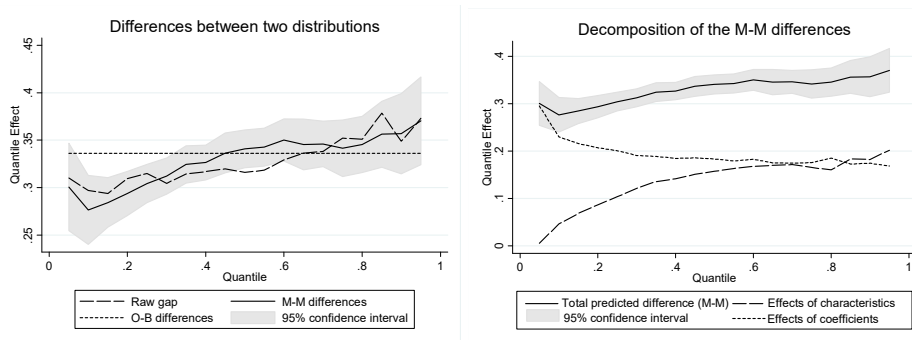 Differences between two distributions
Quantile Effect
.45
.4
.35
.3
.25
0 .2 .4 .6 .8 1
Quantile
Raw gap M-M differences
O-B differences 95% confidence interval
Decomposition of the M-M differences
Quantile Effect
.4
.3
.2
.1
0
0 .2 .4 .6 .8 1
Quantile
Total predicted difference (M-M) Effects of characteristics
95% confidence interval Effects of coefficients